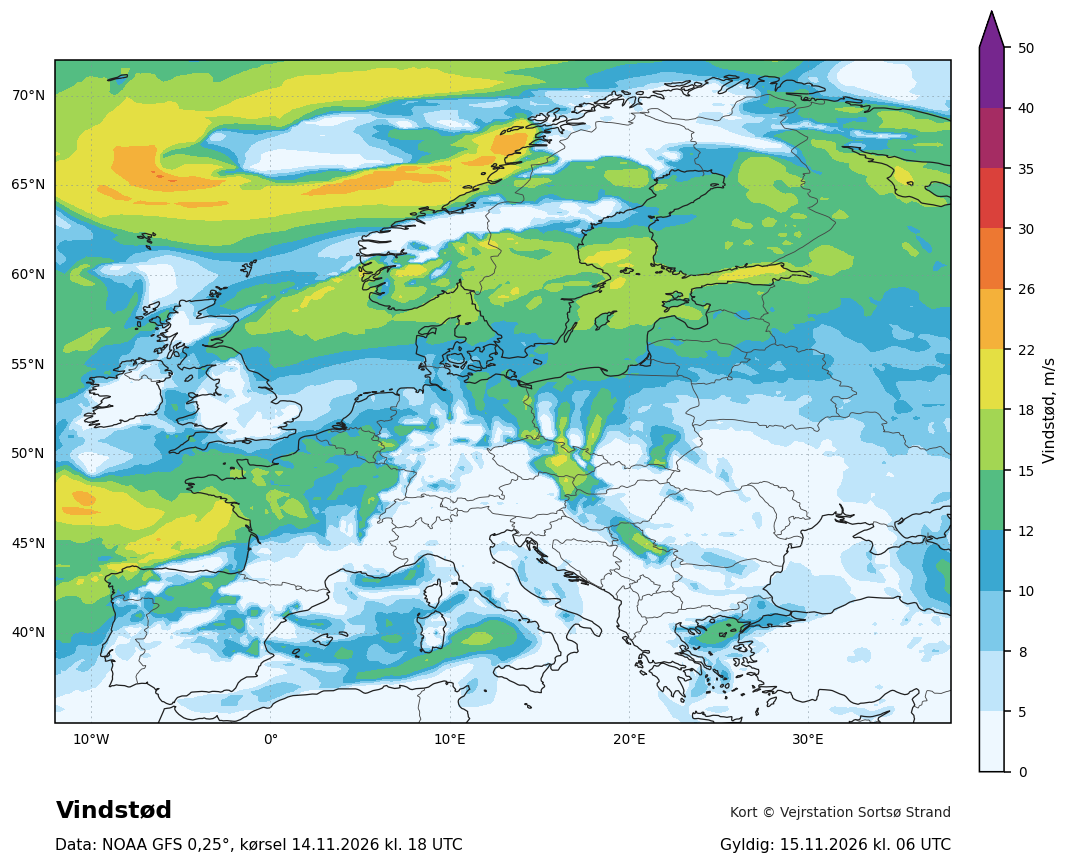 50
40
35
30
26
22
18
15
12
10
8
5
0
Vindstød, m/s
70°N
65°N
60°N
55°N
50°N
45°N
40°N
10°W
0°
10°E
20°E
30°E
Vindstød
Kort © Vejrstation Sortsø Strand
Data: NOAA GFS 0,25°, kørsel 14.11.2026 kl. 18 UTC
Gyldig: 15.11.2026 kl. 06 UTC